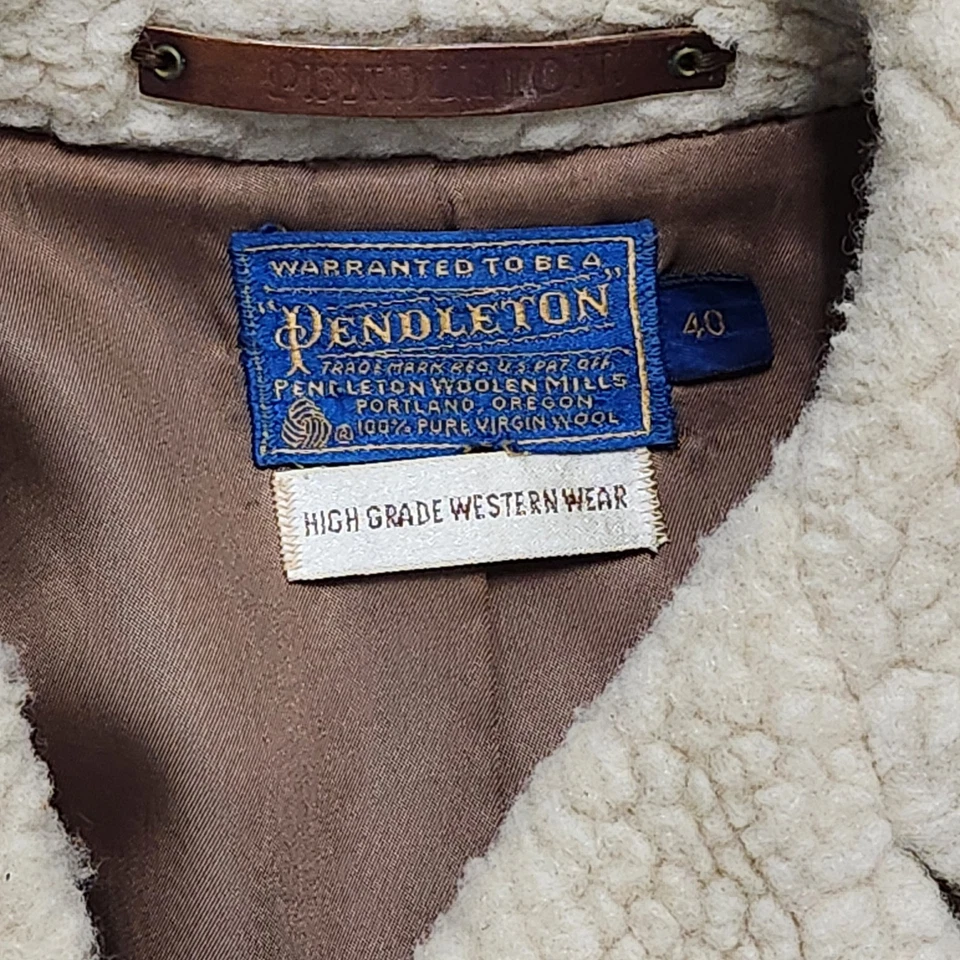 PENDLETON
WARRANTED TO BE A
"PENDLETON"
TRADE MARK REG. U.S. PAT. OFF.
PENDLETON WOOLEN MILLS
PORTLAND, OREGON
® 100% PURE VIRGIN WOOL
40
HIGH GRADE WESTERN WEAR